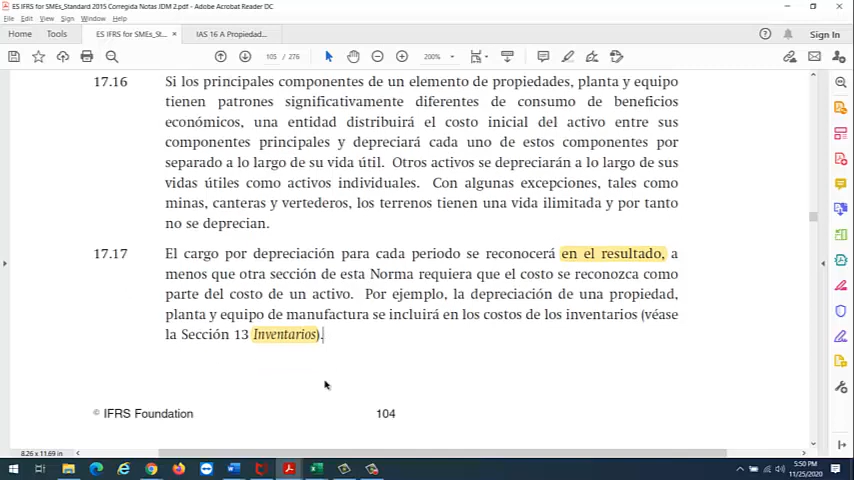 ES IFRS for SMEs_Standard 2015 Corregida Notas JDM 2.pdf - Adobe Acrobat Reader DC
File Edit View Sign Window Help
Home Tools ES IFRS for SMEs_St... × IAS 16 A Propiedad... Sign In
105 / 276 200%
17.16 Si los principales componentes de un elemento de propiedades, planta y equipo
tienen patrones significativamente diferentes de consumo de beneficios
económicos, una entidad distribuirá el costo inicial del activo entre sus
componentes principales y depreciará cada uno de estos componentes por
separado a lo largo de su vida útil. Otros activos se depreciarán a lo largo de sus
vidas útiles como activos individuales. Con algunas excepciones, tales como
minas, canteras y vertederos, los terrenos tienen una vida ilimitada y por tanto
no se deprecian.
17.17 El cargo por depreciación para cada periodo se reconocerá en el resultado, a
menos que otra sección de esta Norma requiera que el costo se reconozca como
parte del costo de un activo. Por ejemplo, la depreciación de una propiedad,
planta y equipo de manufactura se incluirá en los costos de los inventarios (véase
la Sección 13 Inventarios).
© IFRS Foundation 104
8.26 x 11.69 in
5:50 PM
11/25/2020